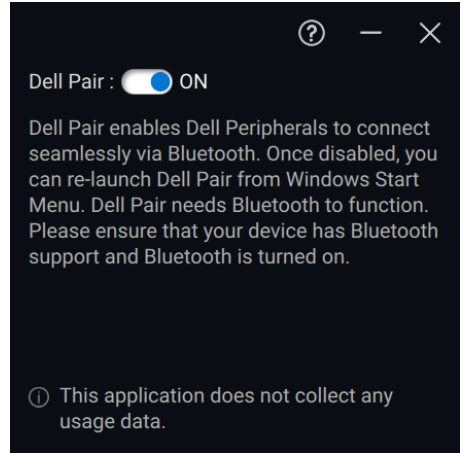 Dell Pair : ON
Dell Pair enables Dell Peripherals to connect
seamlessly via Bluetooth. Once disabled, you
can re-launch Dell Pair from Windows Start
Menu. Dell Pair needs Bluetooth to function.
Please ensure that your device has Bluetooth
support and Bluetooth is turned on.
This application does not collect any
usage data.